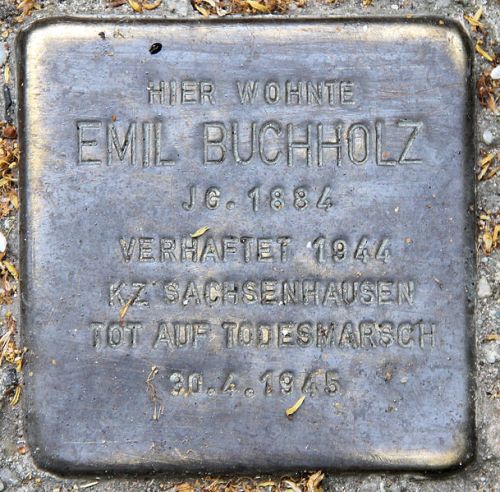 HIER WOHNTE
EMIL BUCHHOLZ
JG. 1884
VERHAFTET 1944
KZ SACHSENHAUSEN
TOT AUF TODESMARSCH
30.4.1945